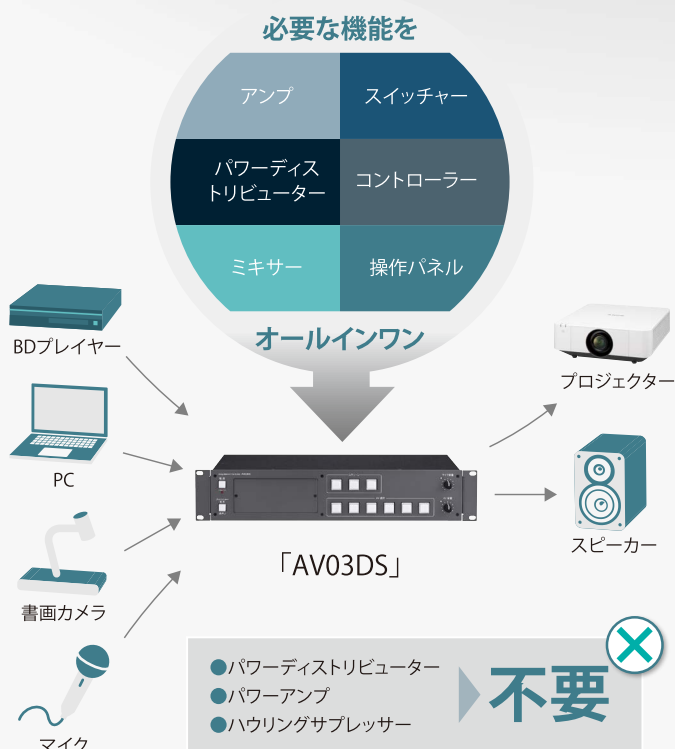 必要な機能を
アンプ
スイッチャー
パワーディス
トリビューター
コントローラー
ミキサー
操作パネル
オールインワン
BDプレイヤー
PC
書画カメラ
マイク
プロジェクター
スピーカー
「AV03DS」
●パワーディストリビューター
●パワーアンプ
●ハウリングサプレッサー
不要